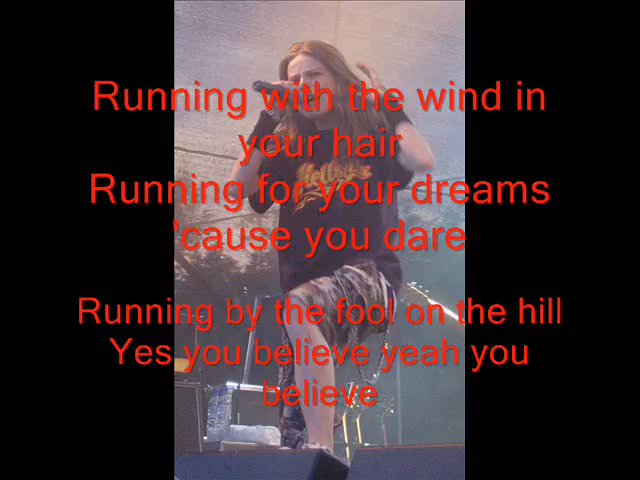 Running with the wind in
your hair
Running for your dreams
'cause you dare
Running by the fool on the hill
Yes you believe yeah you
believe